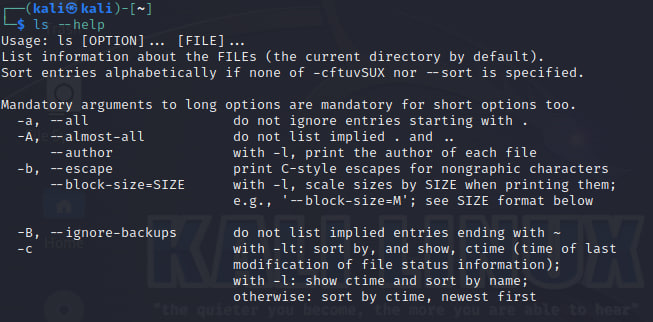 ┌──(kali㉿kali)-[~]
└─$ ls --help
Usage: ls [OPTION]... [FILE]...
List information about the FILEs (the current directory by default).
Sort entries alphabetically if none of -cftuvSUX nor --sort is specified.

Mandatory arguments to long options are mandatory for short options too.
  -a, --all                  do not ignore entries starting with .
  -A, --almost-all           do not list implied . and ..
      --author               with -l, print the author of each file
  -b, --escape               print C-style escapes for nongraphic characters
      --block-size=SIZE      with -l, scale sizes by SIZE when printing them;
                             e.g., '--block-size=M'; see SIZE format below

  -B, --ignore-backups       do not list implied entries ending with ~
  -c                         with -lt: sort by, and show, ctime (time of last
                             modification of file status information);
                             with -l: show ctime and sort by name;
                             otherwise: sort by ctime, newest first
Home
KALI LINUX
"the quieter you become, the more you are able to hear"